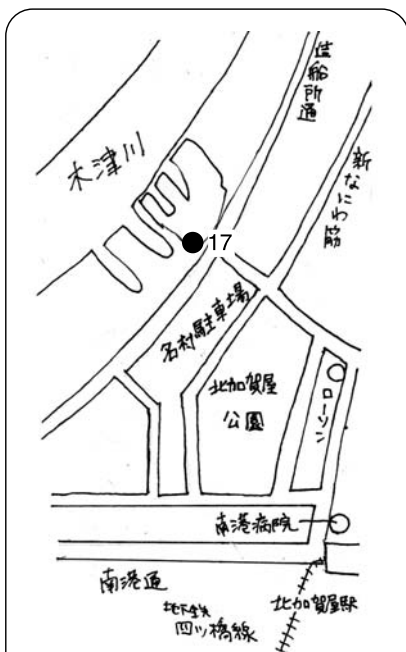 造船所通
新なにわ筋
木津川
17
名村駐車場
北加賀屋
公園
ローソン
南港病院
南港通
地下鉄
四ツ橋線
北加賀屋駅